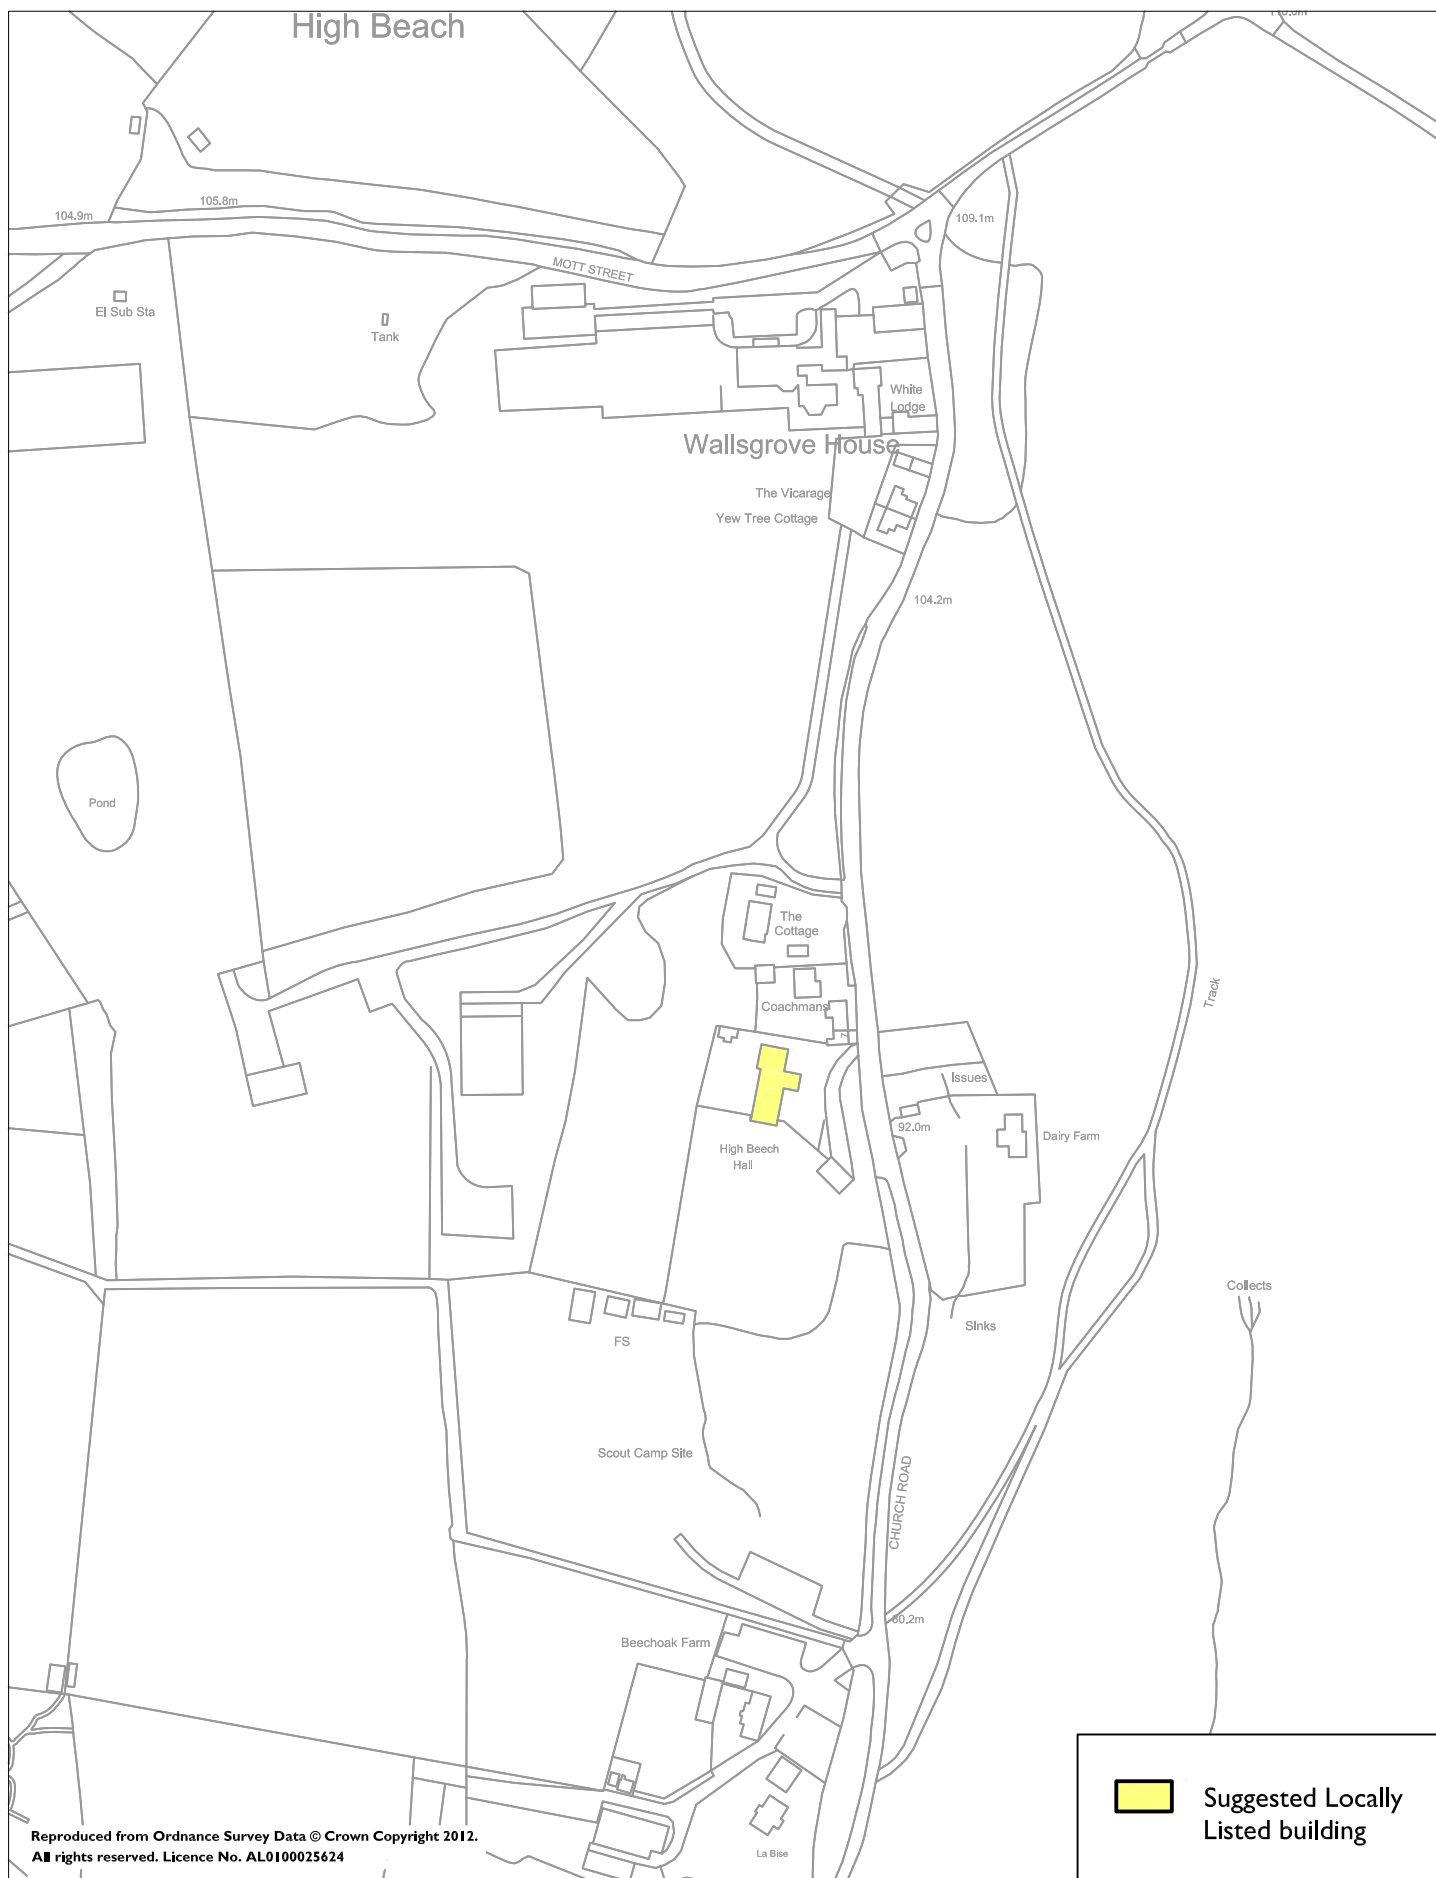 High Beach
105.8m
104.9m
109.1m
MOTT STREET
El Sub Sta
Tank
White
Lodge
Wallsgrove House
The Vicarage
Yew Tree Cottage
104.2m
Pond
The
Cottage
Track
Coachmans
7
Issues
92.0m
Dairy Farm
High Beech
Hall
Collects
Sinks
FS
Scout Camp Site
CHURCH ROAD
80.2m
Beechoak Farm
La Bise
Suggested Locally
Listed building
Reproduced from Ordnance Survey Data © Crown Copyright 2012.
All rights reserved. Licence No. AL0100025624